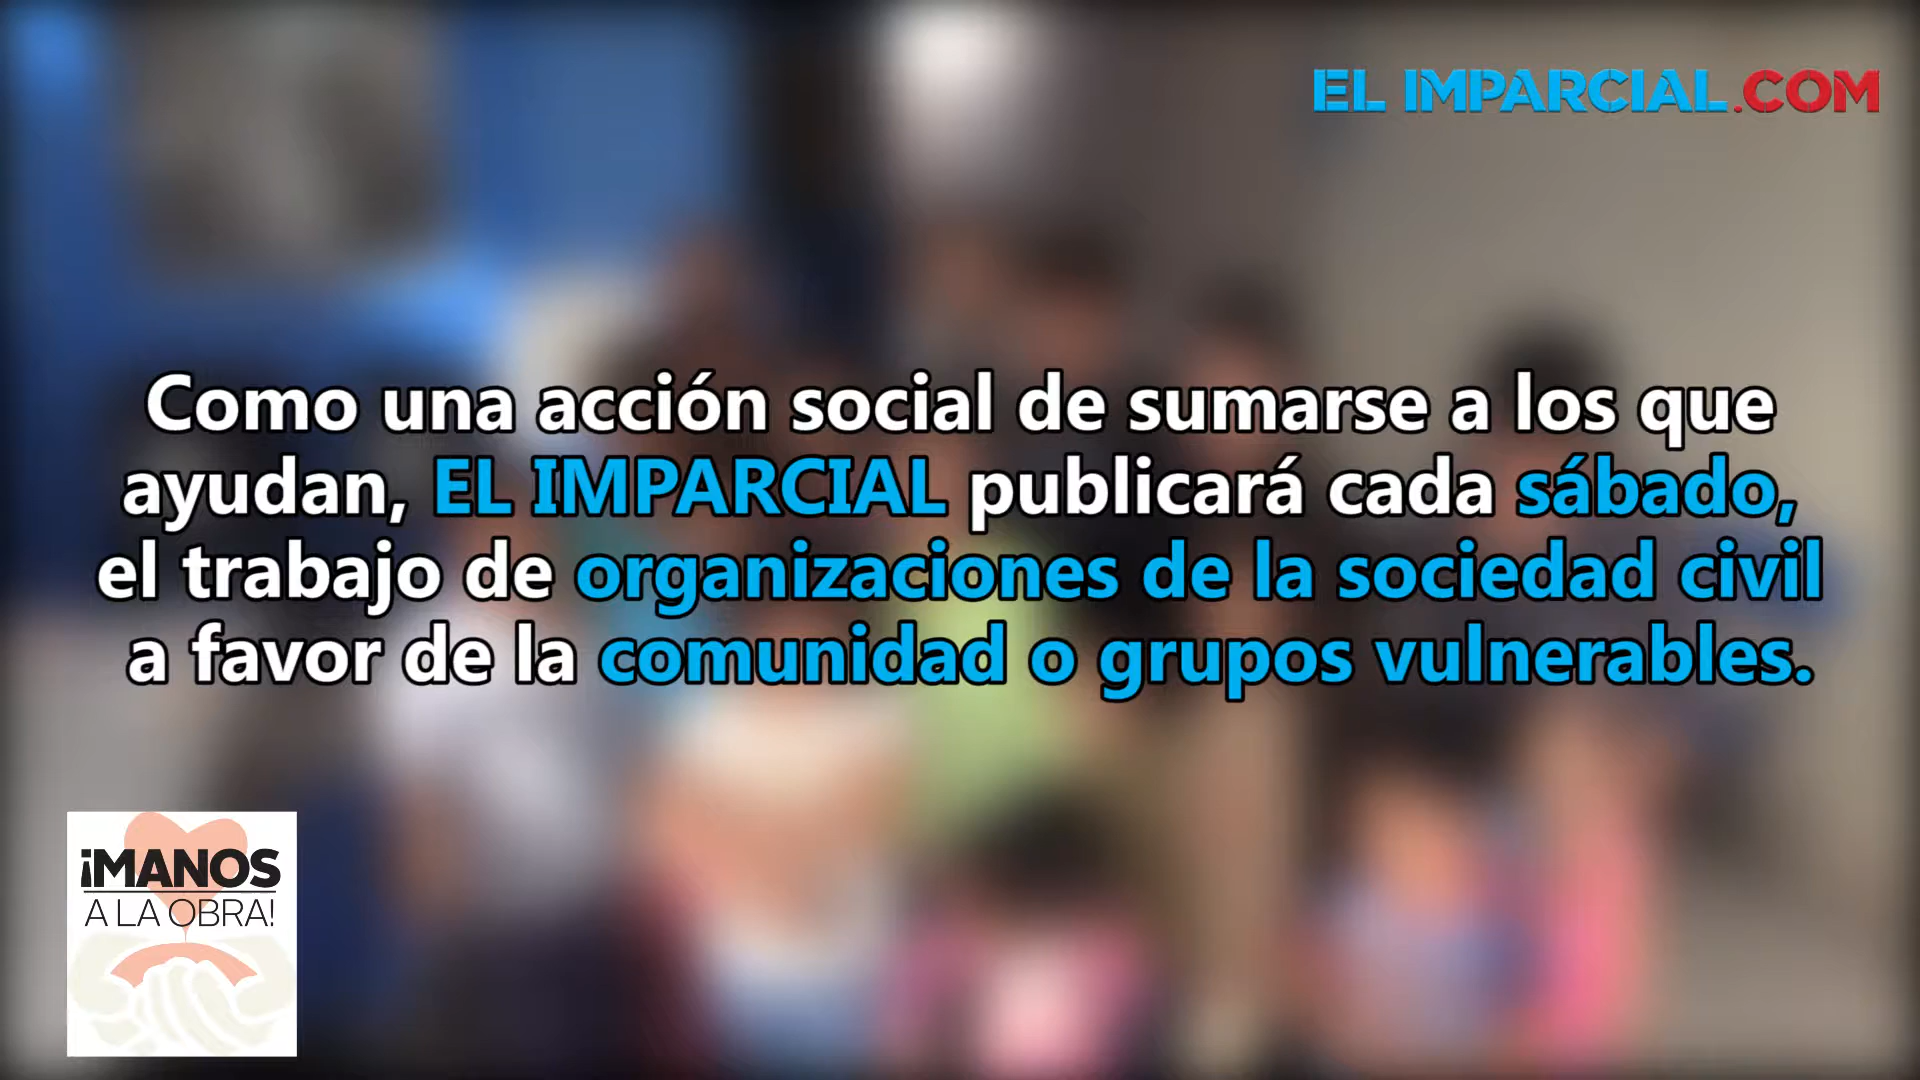 EL IMPARCIAL.COM
Como una acción social de sumarse a los que
ayudan, EL IMPARCIAL publicará cada sábado,
el trabajo de organizaciones de la sociedad civil
a favor de la comunidad o grupos vulnerables.
¡MANOS
A LA OBRA!